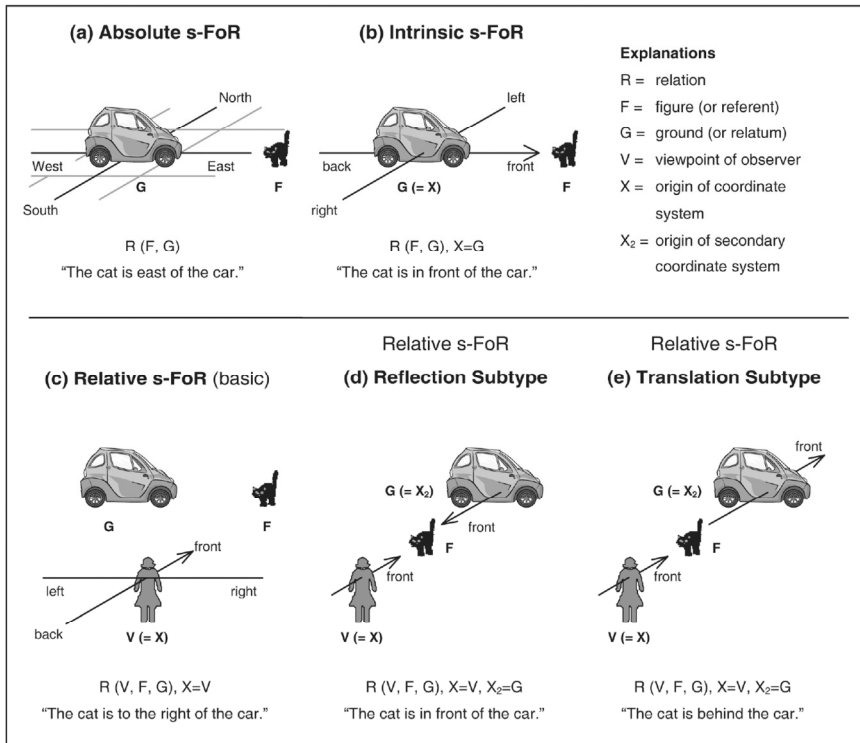 (a) Absolute s-FoR
North
West
East
South
G
F
R (F, G)
“The cat is east of the car.”
(b) Intrinsic s-FoR
left
back
front
right
G (= X)
F
R (F, G), X=G
“The cat is in front of the car.”
Explanations
R = relation
F = figure (or referent)
G = ground (or relatum)
V = viewpoint of observer
X = origin of coordinate
system
X₂ = origin of secondary
coordinate system
(c) Relative s-FoR (basic)
G
F
front
left
right
back
V (= X)
R (V, F, G), X=V
“The cat is to the right of the car.”
Relative s-FoR
(d) Reflection Subtype
G (= X₂)
F
front
front
V (= X)
R (V, F, G), X=V, X₂=G
“The cat is in front of the car.”
Relative s-FoR
(e) Translation Subtype
front
G (= X₂)
F
front
V (= X)
R (V, F, G), X=V, X₂=G
“The cat is behind the car.”